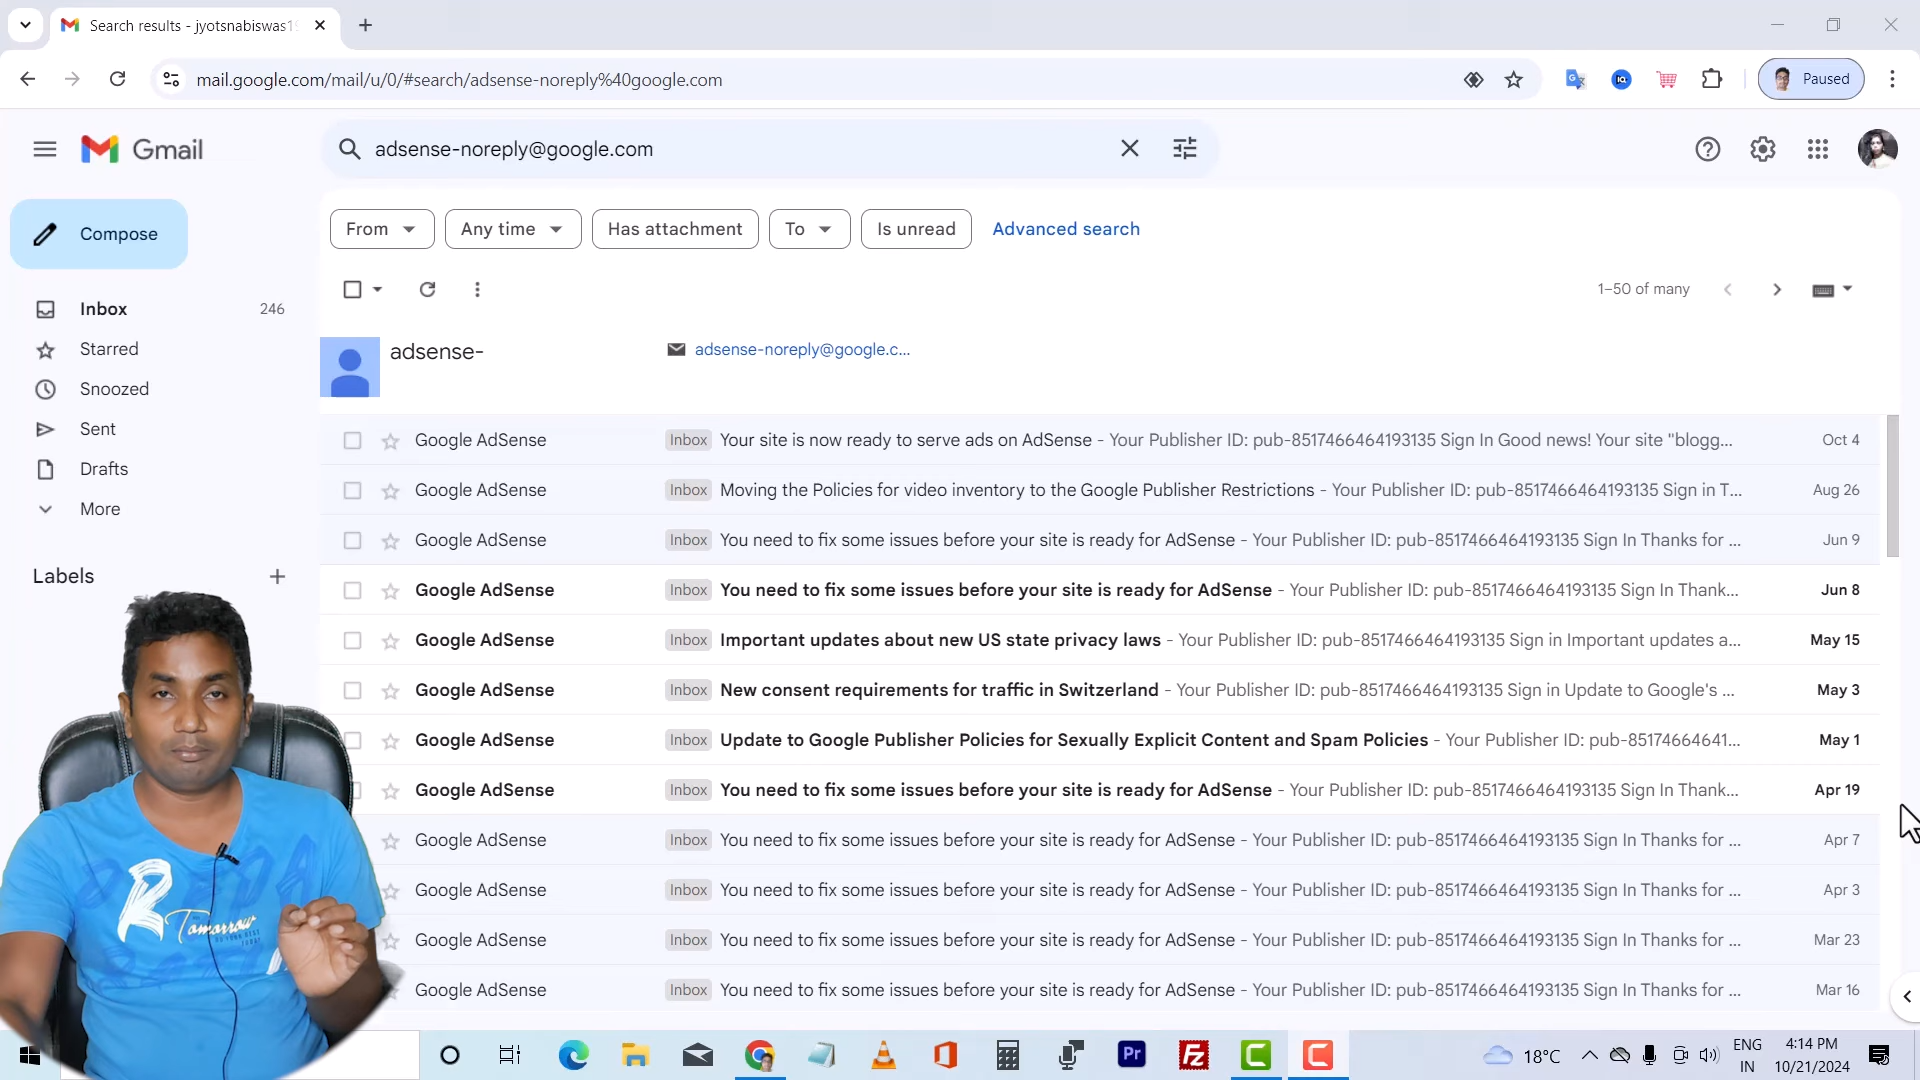 Search results - jyotsnabiswas1
mail.google.com/mail/u/0/#search/adsense-noreply%40google.com
Paused
Gmail
adsense-noreply@google.com
Compose
From
Any time
Has attachment
To
Is unread
Advanced search
1–50 of many
Inbox 246
Starred
Snoozed
Sent
Drafts
More
Labels
adsense-
adsense-noreply@google.c...
Google AdSense Inbox Your site is now ready to serve ads on AdSense - Your Publisher ID: pub-8517466464193135 Sign In Good news! Your site "blogg... Oct 4
Google AdSense Inbox Moving the Policies for video inventory to the Google Publisher Restrictions - Your Publisher ID: pub-8517466464193135 Sign in T... Aug 26
Google AdSense Inbox You need to fix some issues before your site is ready for AdSense - Your Publisher ID: pub-8517466464193135 Sign In Thanks for ... Jun 9
Google AdSense Inbox You need to fix some issues before your site is ready for AdSense - Your Publisher ID: pub-8517466464193135 Sign In Thank... Jun 8
Google AdSense Inbox Important updates about new US state privacy laws - Your Publisher ID: pub-8517466464193135 Sign in Important updates a... May 15
Google AdSense Inbox New consent requirements for traffic in Switzerland - Your Publisher ID: pub-8517466464193135 Sign in Update to Google's ... May 3
Google AdSense Inbox Update to Google Publisher Policies for Sexually Explicit Content and Spam Policies - Your Publisher ID: pub-85174664641... May 1
Google AdSense Inbox You need to fix some issues before your site is ready for AdSense - Your Publisher ID: pub-8517466464193135 Sign In Thank... Apr 19
Google AdSense Inbox You need to fix some issues before your site is ready for AdSense - Your Publisher ID: pub-8517466464193135 Sign In Thanks for ... Apr 7
Google AdSense Inbox You need to fix some issues before your site is ready for AdSense - Your Publisher ID: pub-8517466464193135 Sign In Thanks for ... Apr 3
Google AdSense Inbox You need to fix some issues before your site is ready for AdSense - Your Publisher ID: pub-8517466464193135 Sign In Thanks for ... Mar 23
Google AdSense Inbox You need to fix some issues before your site is ready for AdSense - Your Publisher ID: pub-8517466464193135 Sign In Thanks for ... Mar 16
R
Tomorrow
Pr
Fz
C
C
18°C
ENG
IN
4:14 PM
10/21/2024